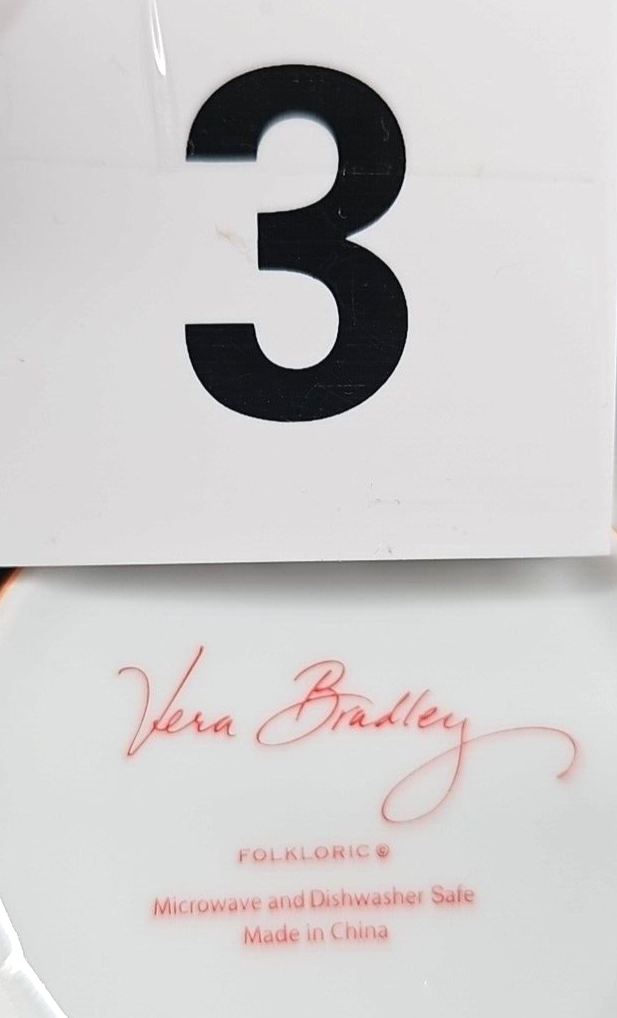 3
Vera Bradley
FOLKLORIC©
Microwave and Dishwasher Safe
Made in China